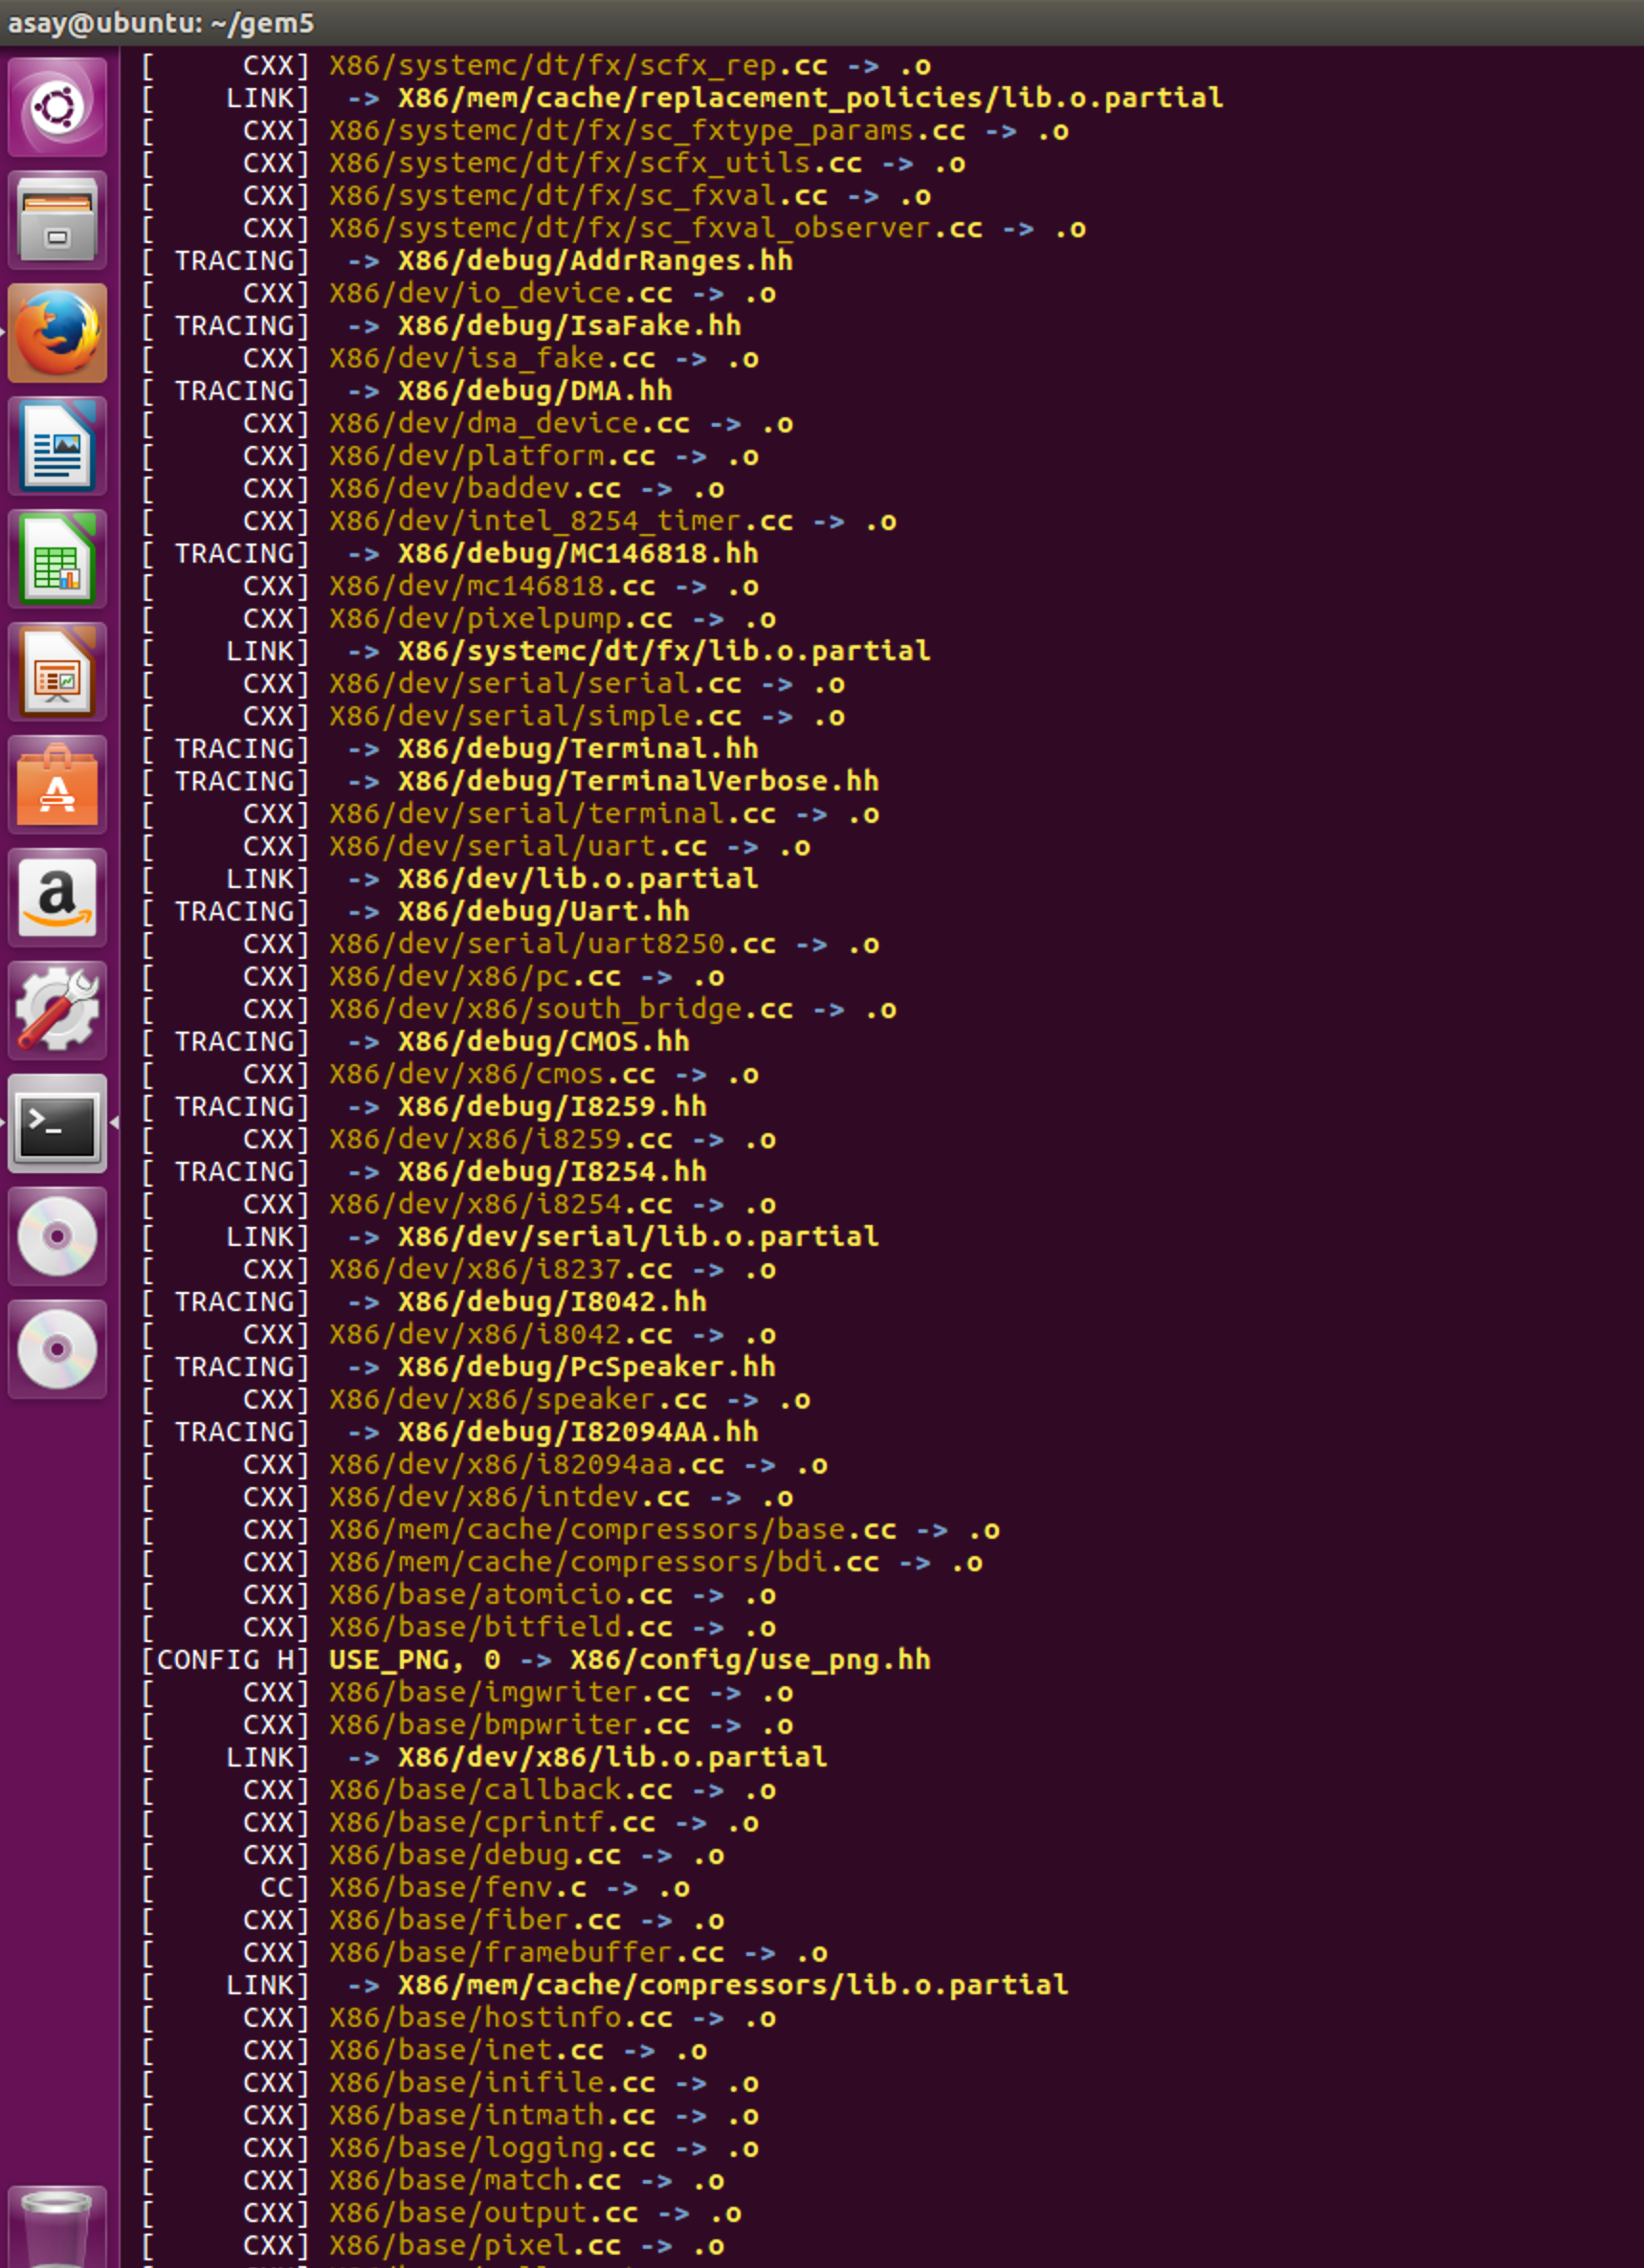 asay@ubuntu: ~/gem5
[     CXX] X86/systemc/dt/fx/scfx_rep.cc -> .o
[    LINK]  -> X86/mem/cache/replacement_policies/lib.o.partial
[     CXX] X86/systemc/dt/fx/sc_fxtype_params.cc -> .o
[     CXX] X86/systemc/dt/fx/scfx_utils.cc -> .o
[     CXX] X86/systemc/dt/fx/sc_fxval.cc -> .o
[     CXX] X86/systemc/dt/fx/sc_fxval_observer.cc -> .o
[ TRACING]  -> X86/debug/AddrRanges.hh
[     CXX] X86/dev/io_device.cc -> .o
[ TRACING]  -> X86/debug/IsaFake.hh
[     CXX] X86/dev/isa_fake.cc -> .o
[ TRACING]  -> X86/debug/DMA.hh
[     CXX] X86/dev/dma_device.cc -> .o
[     CXX] X86/dev/platform.cc -> .o
[     CXX] X86/dev/baddev.cc -> .o
[     CXX] X86/dev/intel_8254_timer.cc -> .o
[ TRACING]  -> X86/debug/MC146818.hh
[     CXX] X86/dev/mc146818.cc -> .o
[     CXX] X86/dev/pixelpump.cc -> .o
[    LINK]  -> X86/systemc/dt/fx/lib.o.partial
[     CXX] X86/dev/serial/serial.cc -> .o
[     CXX] X86/dev/serial/simple.cc -> .o
[ TRACING]  -> X86/debug/Terminal.hh
[ TRACING]  -> X86/debug/TerminalVerbose.hh
[     CXX] X86/dev/serial/terminal.cc -> .o
[     CXX] X86/dev/serial/uart.cc -> .o
[    LINK]  -> X86/dev/lib.o.partial
[ TRACING]  -> X86/debug/Uart.hh
[     CXX] X86/dev/serial/uart8250.cc -> .o
[     CXX] X86/dev/x86/pc.cc -> .o
[     CXX] X86/dev/x86/south_bridge.cc -> .o
[ TRACING]  -> X86/debug/CMOS.hh
[     CXX] X86/dev/x86/cmos.cc -> .o
[ TRACING]  -> X86/debug/I8259.hh
[     CXX] X86/dev/x86/i8259.cc -> .o
[ TRACING]  -> X86/debug/I8254.hh
[     CXX] X86/dev/x86/i8254.cc -> .o
[    LINK]  -> X86/dev/serial/lib.o.partial
[     CXX] X86/dev/x86/i8237.cc -> .o
[ TRACING]  -> X86/debug/I8042.hh
[     CXX] X86/dev/x86/i8042.cc -> .o
[ TRACING]  -> X86/debug/PcSpeaker.hh
[     CXX] X86/dev/x86/speaker.cc -> .o
[ TRACING]  -> X86/debug/I82094AA.hh
[     CXX] X86/dev/x86/i82094aa.cc -> .o
[     CXX] X86/dev/x86/intdev.cc -> .o
[     CXX] X86/mem/cache/compressors/base.cc -> .o
[     CXX] X86/mem/cache/compressors/bdi.cc -> .o
[     CXX] X86/base/atomicio.cc -> .o
[     CXX] X86/base/bitfield.cc -> .o
[CONFIG H] USE_PNG, 0 -> X86/config/use_png.hh
[     CXX] X86/base/imgwriter.cc -> .o
[     CXX] X86/base/bmpwriter.cc -> .o
[    LINK]  -> X86/dev/x86/lib.o.partial
[     CXX] X86/base/callback.cc -> .o
[     CXX] X86/base/cprintf.cc -> .o
[     CXX] X86/base/debug.cc -> .o
[      CC] X86/base/fenv.c -> .o
[     CXX] X86/base/fiber.cc -> .o
[     CXX] X86/base/framebuffer.cc -> .o
[    LINK]  -> X86/mem/cache/compressors/lib.o.partial
[     CXX] X86/base/hostinfo.cc -> .o
[     CXX] X86/base/inet.cc -> .o
[     CXX] X86/base/inifile.cc -> .o
[     CXX] X86/base/intmath.cc -> .o
[     CXX] X86/base/logging.cc -> .o
[     CXX] X86/base/match.cc -> .o
[     CXX] X86/base/output.cc -> .o
[     CXX] X86/base/pixel.cc -> .o